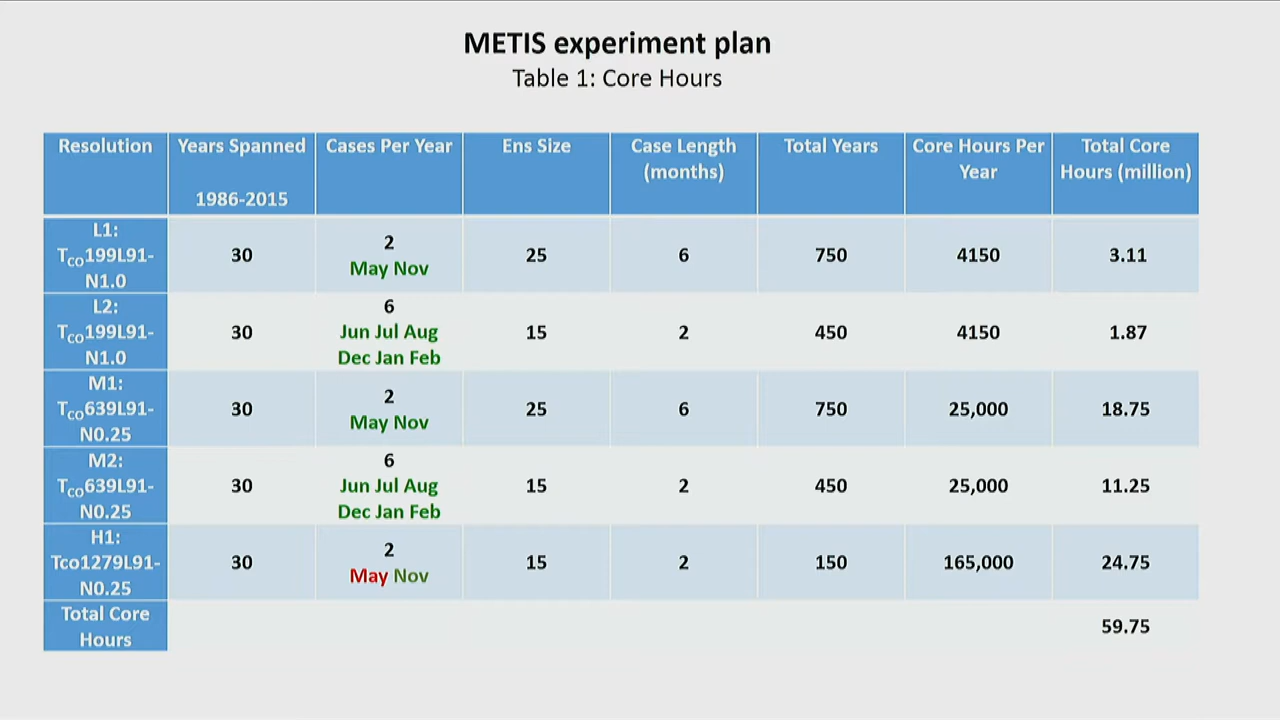 METIS experiment plan
Table 1: Core Hours
Resolution Years Spanned Cases Per Year Ens Size Case Length Total Years Core Hours Per Total Core
(months) Year Hours (million)
1986-2015
L1:
Tco199L91-
N1.0
30
2
May Nov
25
6
750
4150
3.11
L2:
Tco199L91-
N1.0
30
6
Jun Jul Aug
Dec Jan Feb
15
2
450
4150
1.87
M1:
Tco639L91-
N0.25
30
2
May Nov
25
6
750
25,000
18.75
M2:
Tco639L91-
N0.25
30
6
Jun Jul Aug
Dec Jan Feb
15
2
450
25,000
11.25
H1:
Tco1279L91-
N0.25
30
2
May Nov
15
2
150
165,000
24.75
Total Core
Hours
59.75